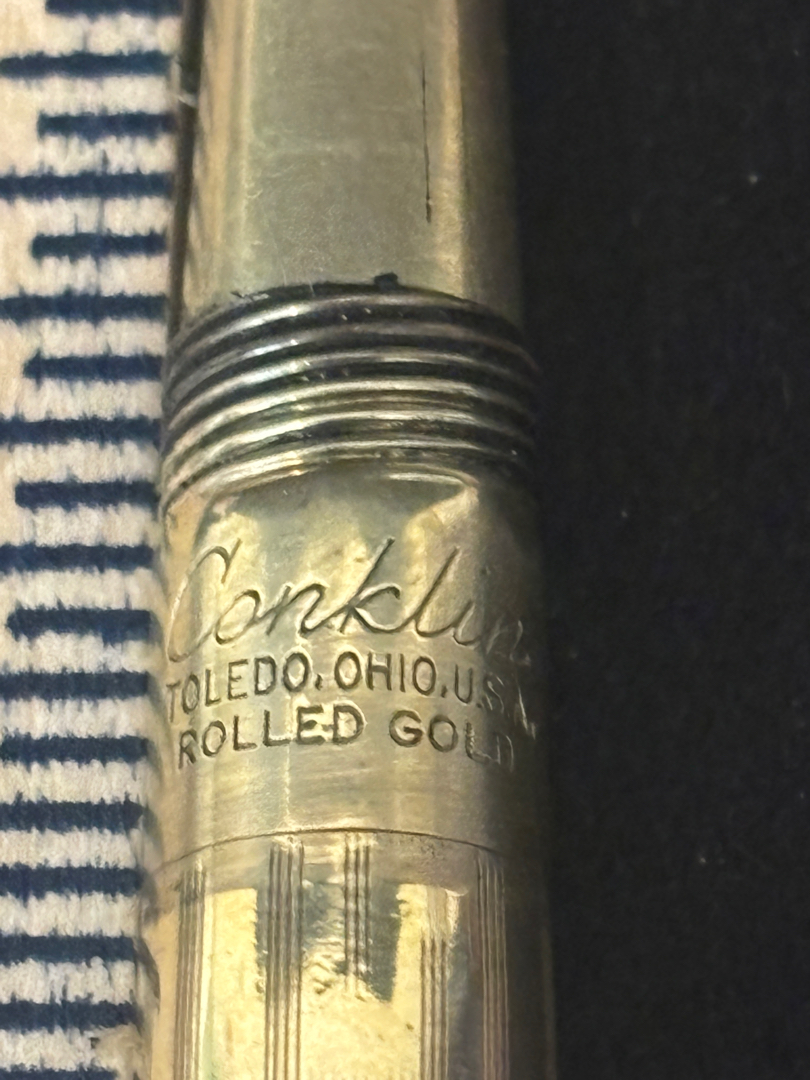 Conklin
TOLEDO, OHIO, U.S.A.
ROLLED GOLD